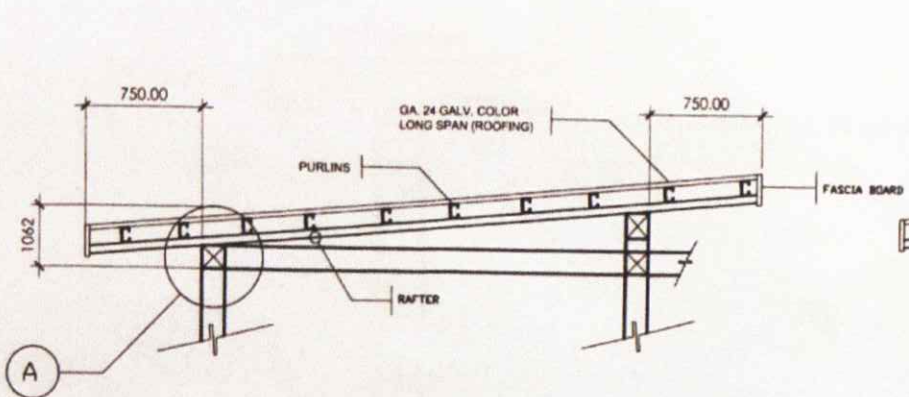 750.00
GA. 24 GALV. COLOR
LONG SPAN (ROOFING)
750.00
PURLINS
FASCIA BOARD
1062
RAFTER
A